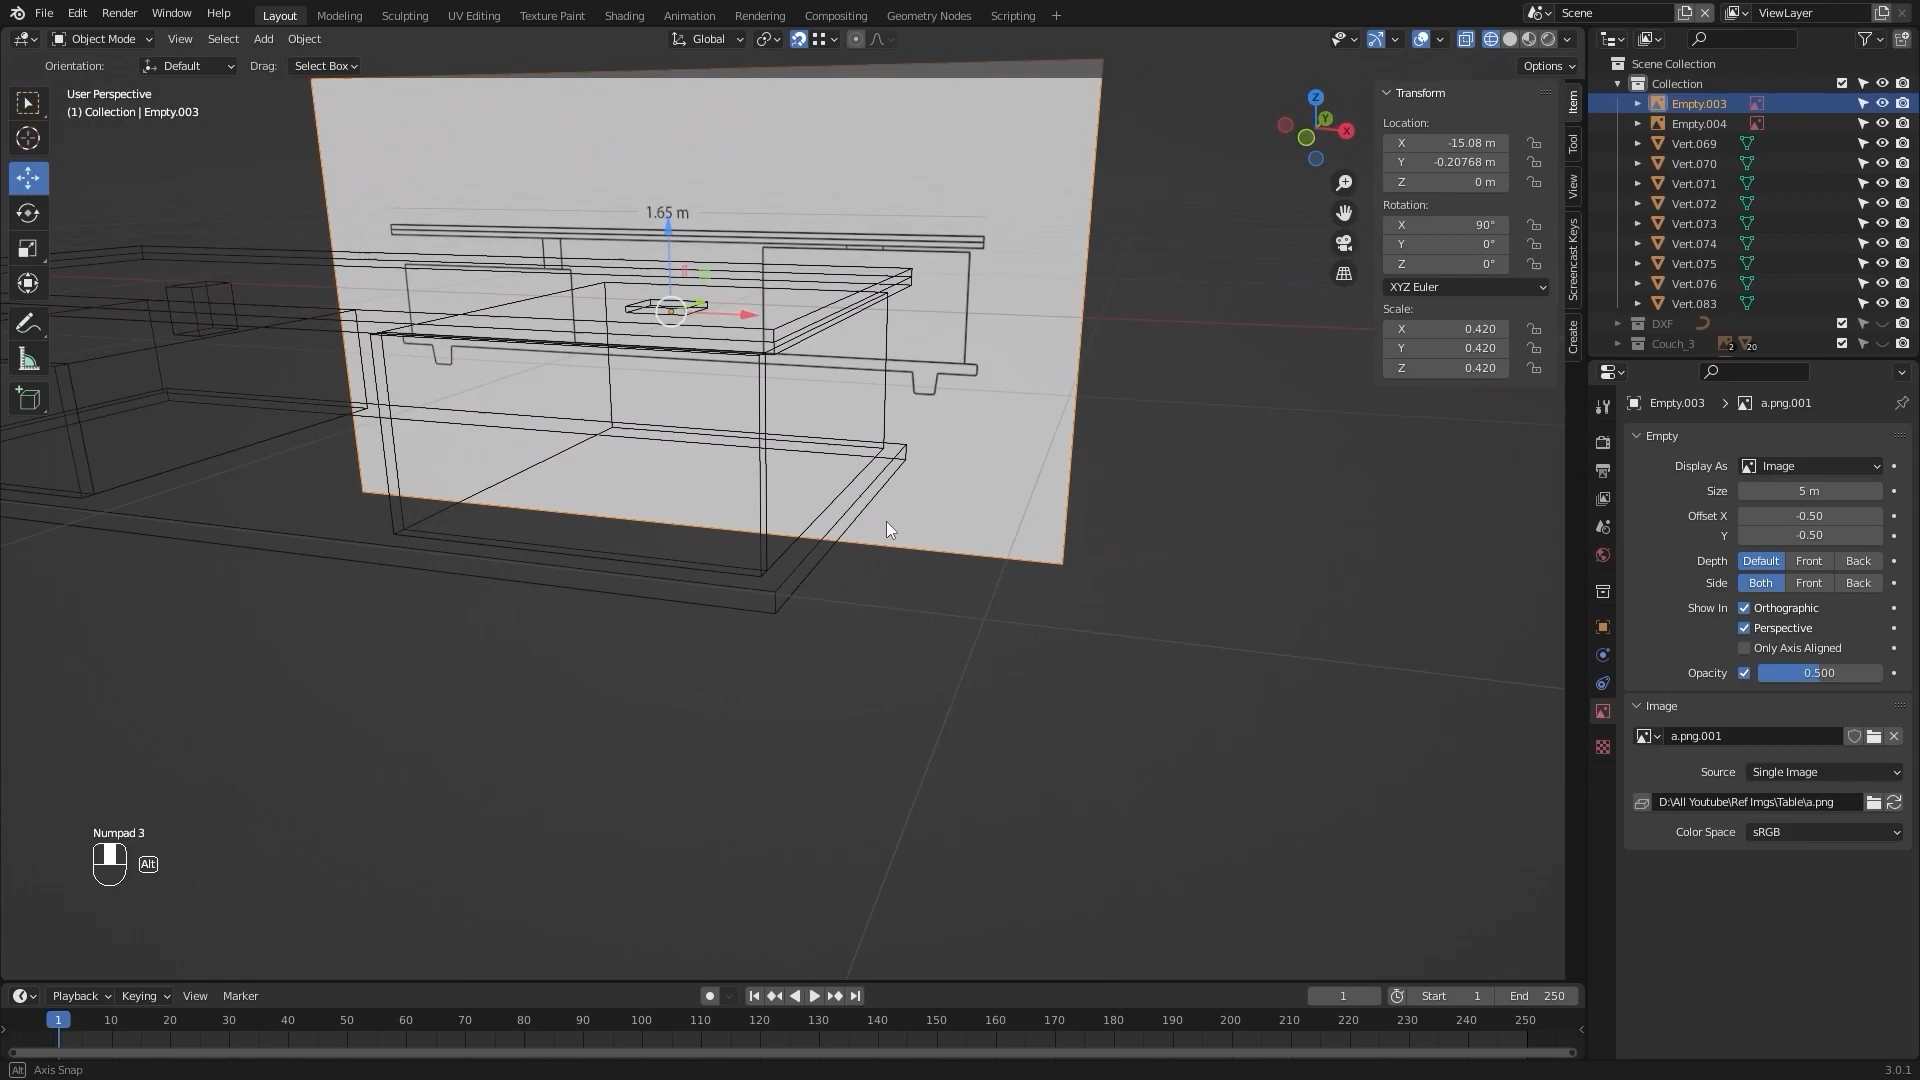 File Edit Render Window Help Layout Modeling Sculpting UV Editing Texture Paint Shading Animation Rendering Compositing Geometry Nodes Scripting + Scene ViewLayer
Object Mode View Select Add Object Global
Orientation: Default Drag: Select Box Options
User Perspective
(1) Collection | Empty.003
1.65 m
Z
Y
X
Transform
Location:
X -15.08 m
Y -0.20768 m
Z 0 m
Rotation:
X 90°
Y 0°
Z 0°
XYZ Euler
Scale:
X 0.420
Y 0.420
Z 0.420
Item
Tool
View
Screencast Keys
Create
Scene Collection
Collection
Empty.003
Empty.004
Vert.069
Vert.070
Vert.071
Vert.072
Vert.073
Vert.074
Vert.075
Vert.076
Vert.083
DXF
Couch_3 2 20
Empty.003 > a.png.001
Empty
Display As Image
Size 5 m
Offset X -0.50
Y -0.50
Depth Default Front Back
Side Both Front Back
Show In Orthographic
Perspective
Only Axis Aligned
Opacity 0.500
Image
a.png.001
Source Single Image
D:\All Youtube\Ref Imgs\Table\a.png
Color Space sRGB
Numpad 3
Alt
Playback Keying View Marker 1 Start 1 End 250
1 10 20 30 40 50 60 70 80 90 100 110 120 130 140 150 160 170 180 190 200 210 220 230 240 250
Alt Axis Snap 3.0.1